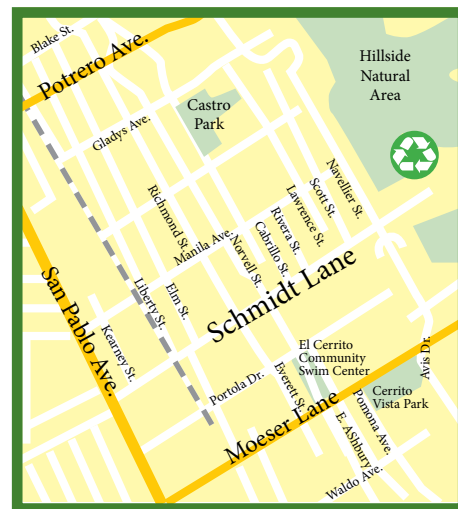 Blake St.
Potrero Ave.
Hillside
Natural
Area
Castro
Park
Gladys Ave.
Navellier St.
Scott St.
Lawrence St.
Rivera St.
Cabrillo St.
Norvell St.
Richmond St.
Manila Ave.
Schmidt Lane
San Pablo Ave.
Liberty St.
Elm St.
Kearney St.
El Cerrito
Community
Swim Center
Avis Dr.
Portola Dr.
Everett St.
Cerrito
Vista Park
Moeser Lane
Pomona Ave.
E. AShbury
Waldo Ave.